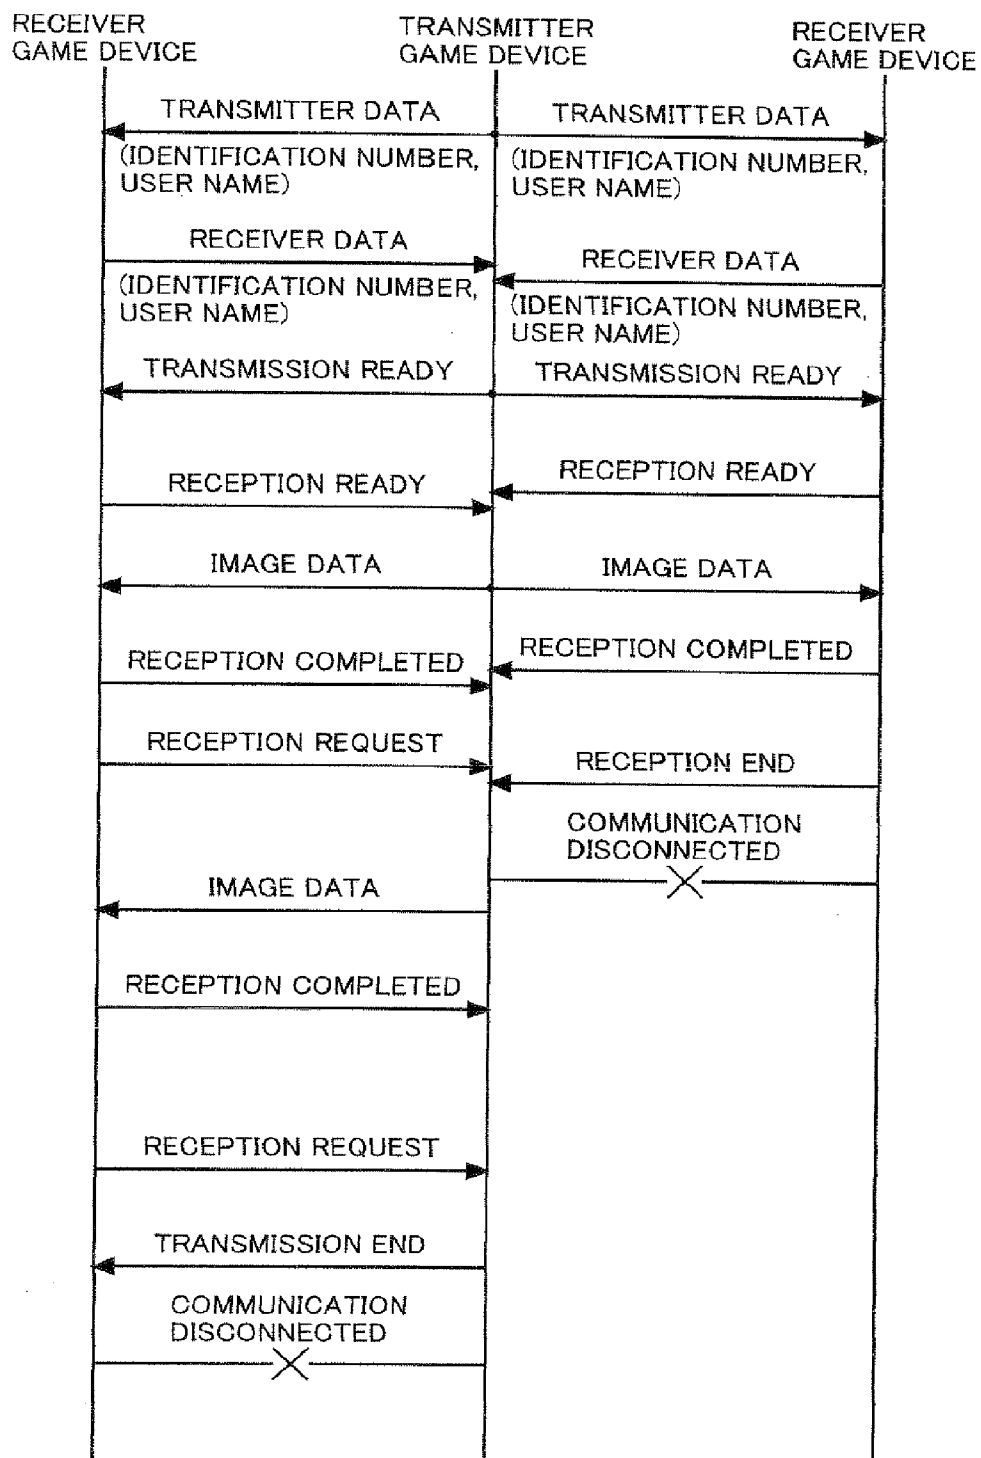 RECEIVER
GAME DEVICE
TRANSMITTER
GAME DEVICE
RECEIVER
GAME DEVICE
TRANSMITTER DATA
TRANSMITTER DATA
(IDENTIFICATION NUMBER,
USER NAME)
(IDENTIFICATION NUMBER,
USER NAME)
RECEIVER DATA
RECEIVER DATA
(IDENTIFICATION NUMBER,
USER NAME)
(IDENTIFICATION NUMBER,
USER NAME)
TRANSMISSION READY
TRANSMISSION READY
RECEPTION READY
RECEPTION READY
IMAGE DATA
IMAGE DATA
RECEPTION COMPLETED
RECEPTION COMPLETED
RECEPTION REQUEST
RECEPTION END
COMMUNICATION
DISCONNECTED
IMAGE DATA
RECEPTION COMPLETED
RECEPTION REQUEST
TRANSMISSION END
COMMUNICATION
DISCONNECTED